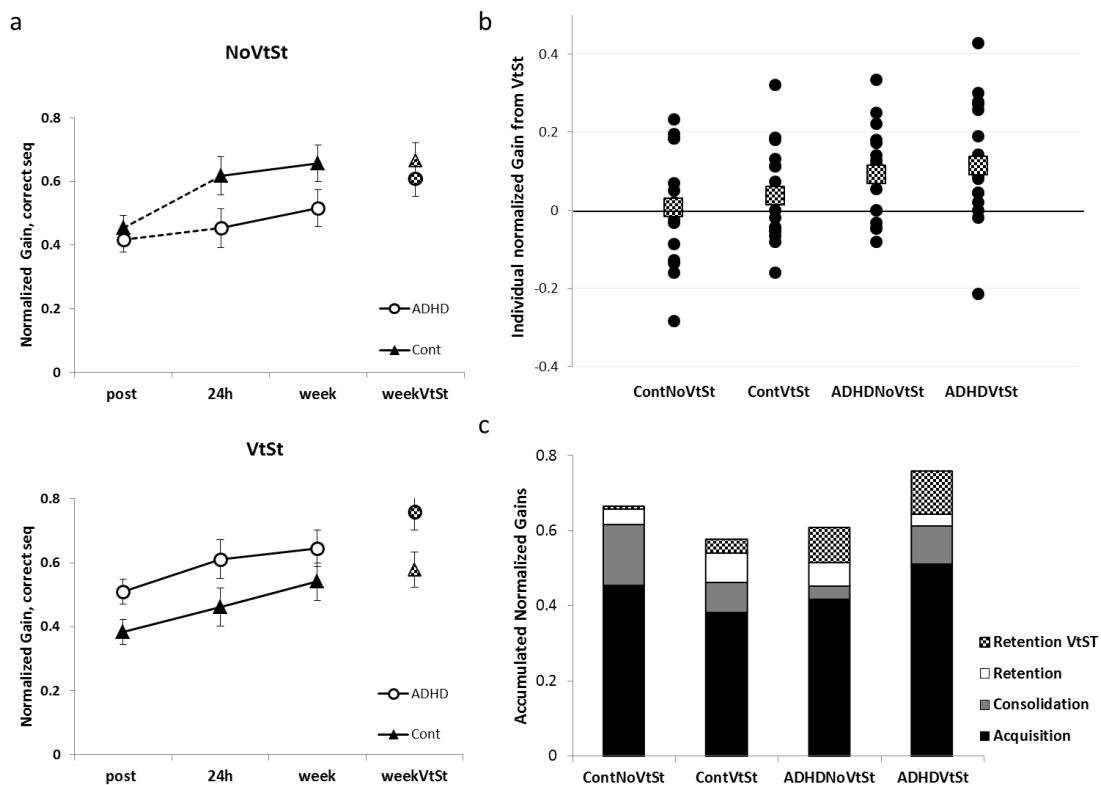 a
NoVtSt
Normalized Gain, correct seq
0.8
0.6
0.4
0.2
0
ADHD
Cont
post 24h week weekVtSt
VtSt
Normalized Gain, correct seq
0.8
0.6
0.4
0.2
0
ADHD
Cont
post 24h week weekVtSt
b
Individual normalized Gain from VtSt
0.4
0.2
0
-0.2
-0.4
ContNoVtSt ContVtSt ADHDNoVtSt ADHDVtSt
c
Accumulated Normalized Gains
0.8
0.6
0.4
0.2
0
Retention VtST
Retention
Consolidation
Acquisition
ContNoVtSt ContVtSt ADHDNoVtSt ADHDVtSt